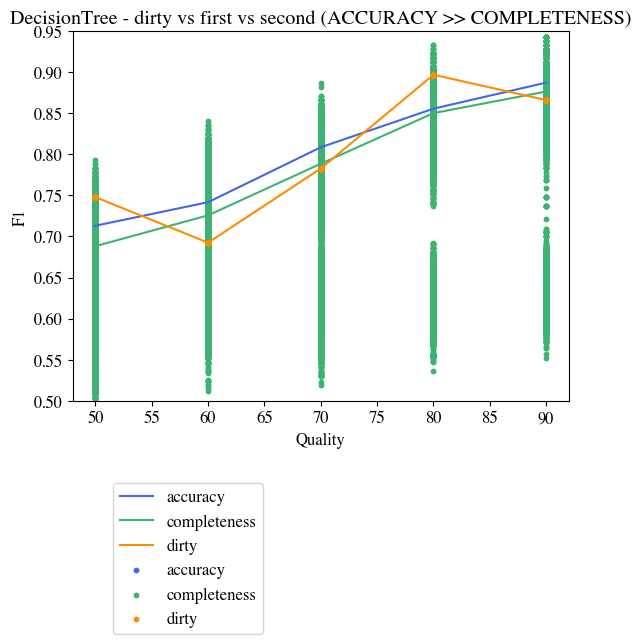 DecisionTree - dirty vs first vs second (ACCURACY >> COMPLETENESS)
0.95
0.90
0.85
0.80
0.75
0.70
0.65
0.60
0.55
0.50
F1
50
55
60
65
70
75
80
85
90
Quality
accuracy
completeness
dirty
accuracy
completeness
dirty